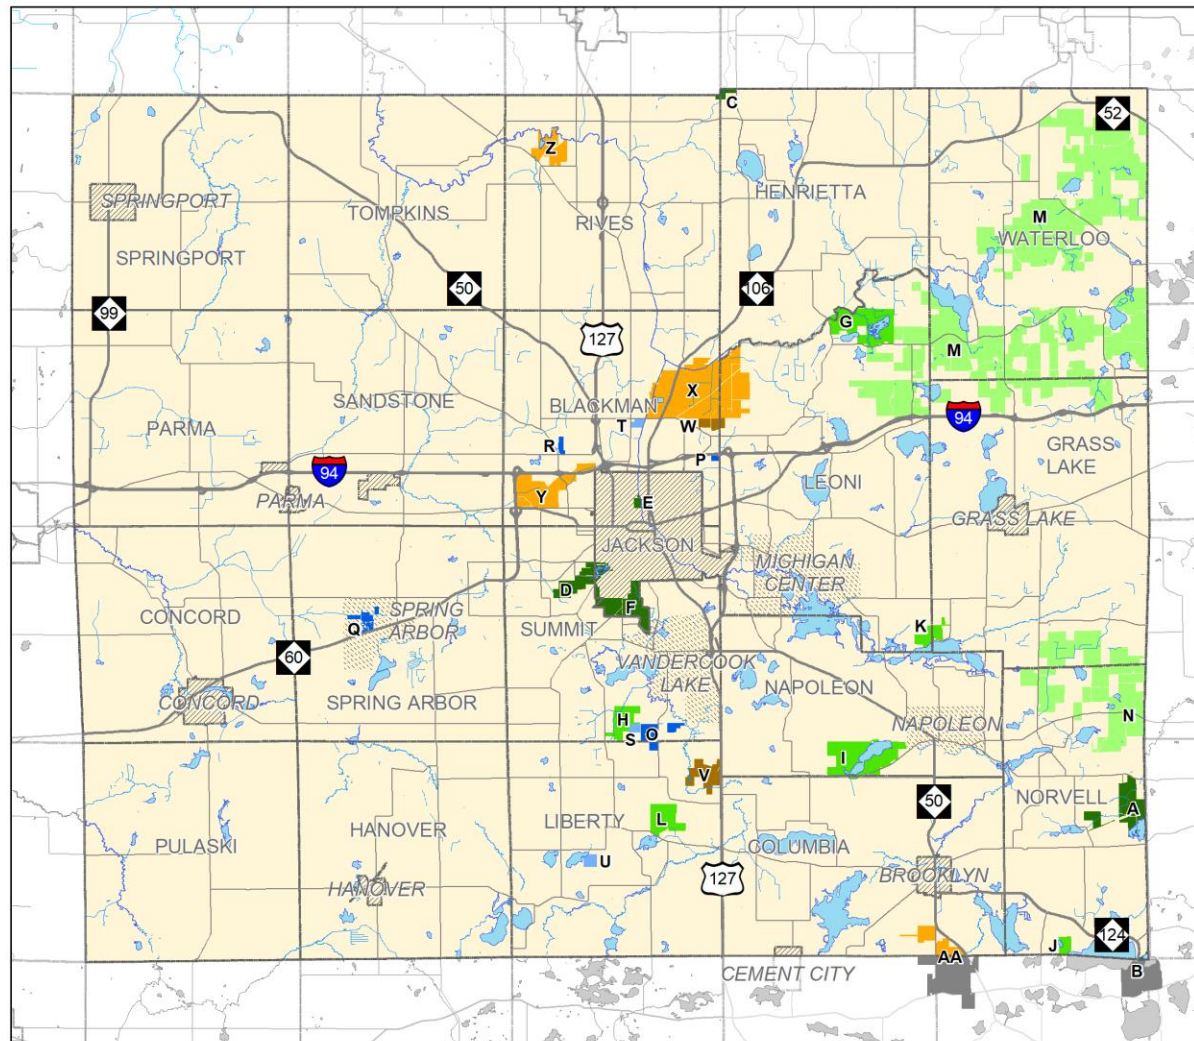 C
52
Z
HENRIETTA
SPRINGPORT
TOMPKINS
RIVES
M
WATERLOO
SPRINGPORT
50
106
99
G
127
M
X
SANDSTONE
BLACKMAN
94
PARMA
T
W
R
P
GRASS
LAKE
94
LEONI
PARMA
Y
E
GRASS LAKE
JACKSON
MICHIGAN
CENTER
D
CONCORD
SPRING
ARBOR
F
Q
SUMMIT
K
60
VANDERCOOK
LAKE
NAPOLEON
CONCORD
SPRING ARBOR
H
NAPOLEON
N
S
O
I
V
50
NORVELL
A
L
HANOVER
LIBERTY
PULASKI
COLUMBIA
U
BROOKLYN
HANOVER
127
124
J
AA
CEMENT CITY
B